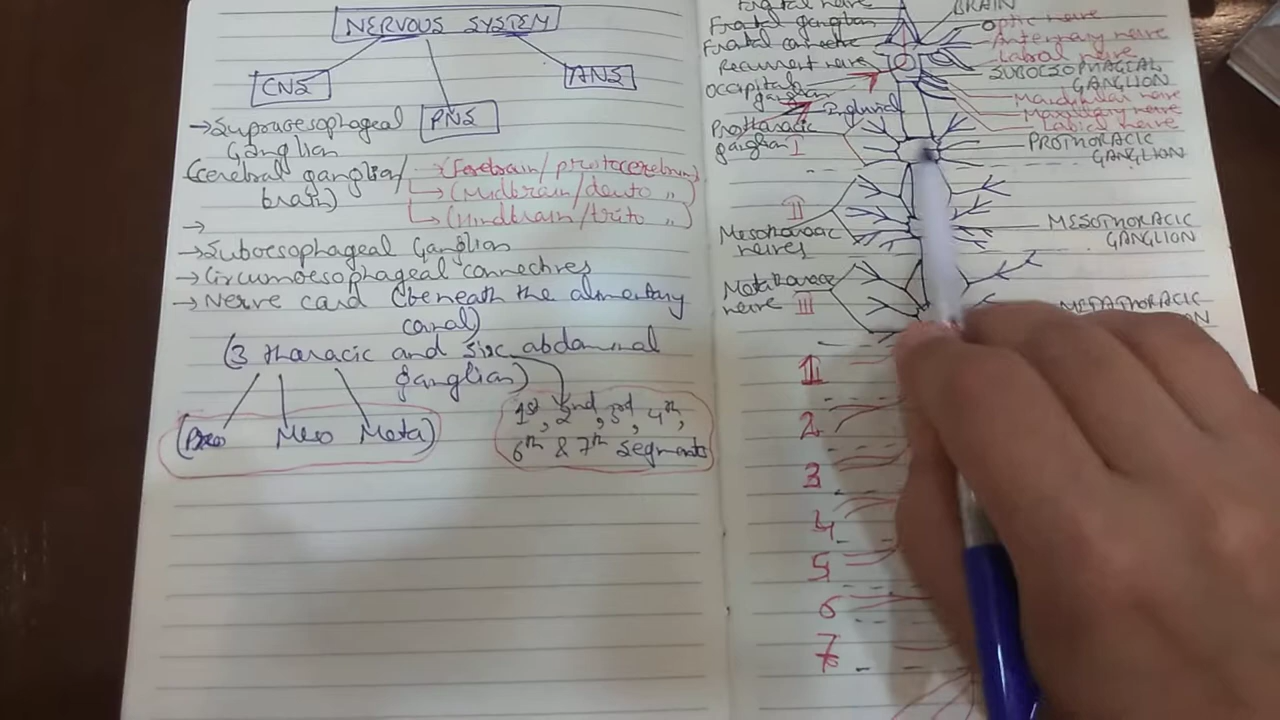 NERVOUS SYSTEM
CNS
PNS
ANS
→ Supraoesophageal
Ganglion
(Cerebral ganglia/
brain)
→ (Forebrain/protocerebrum)
↳ (Midbrain/deuto ,, )
↳ (Hindbrain/trito ,, )
→
→ Suboesophageal Ganglion
→ Circumoesophageal connectives
→ Nerve cord (beneath the alimentary
canal)
(3 thoracic and six abdominal
ganglian)
(Pro Meso Meta)
1st, 2nd, 3rd, 4th,
6th & 7th segments
Frontal ganglion
Frontal connective
Recurrent nerve
Occipital
ganglion
Ingluvial
Prothoracic
ganglion I
II
Mesothoracic
nerves
Metathoracic
nerve III
BRAIN
Optic nerve
Antennary nerve
Labral nerve
SUBOESOPHAGEAL
GANGLION
Mandibular nerve
Maxillary nerve
Labial nerve
PROTHORACIC
GANGLION
MESOTHORACIC
GANGLION
METATHORACIC
1
2
3
4
5
6
7